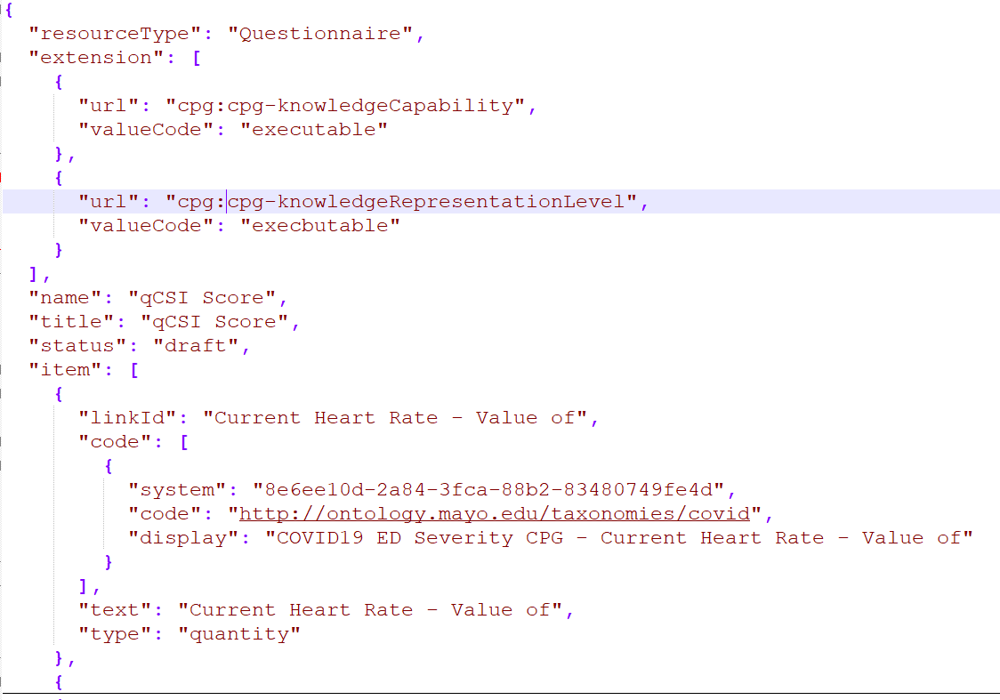 {
  "resourceType": "Questionnaire",
  "extension": [
    {
      "url": "cpg:cpg-knowledgeCapability",
      "valueCode": "executable"
    },
    {
      "url": "cpg:cpg-knowledgeRepresentationLevel",
      "valueCode": "execbutable"
    }
  ],
  "name": "qCSI Score",
  "title": "qCSI Score",
  "status": "draft",
  "item": [
    {
      "linkId": "Current Heart Rate - Value of",
      "code": [
        {
          "system": "8e6ee10d-2a84-3fca-88b2-83480749fe4d",
          "code": "http://ontology.mayo.edu/taxonomies/covid",
          "display": "COVID19 ED Severity CPG - Current Heart Rate - Value of"
        }
      ],
      "text": "Current Heart Rate - Value of",
      "type": "quantity"
    },
    {